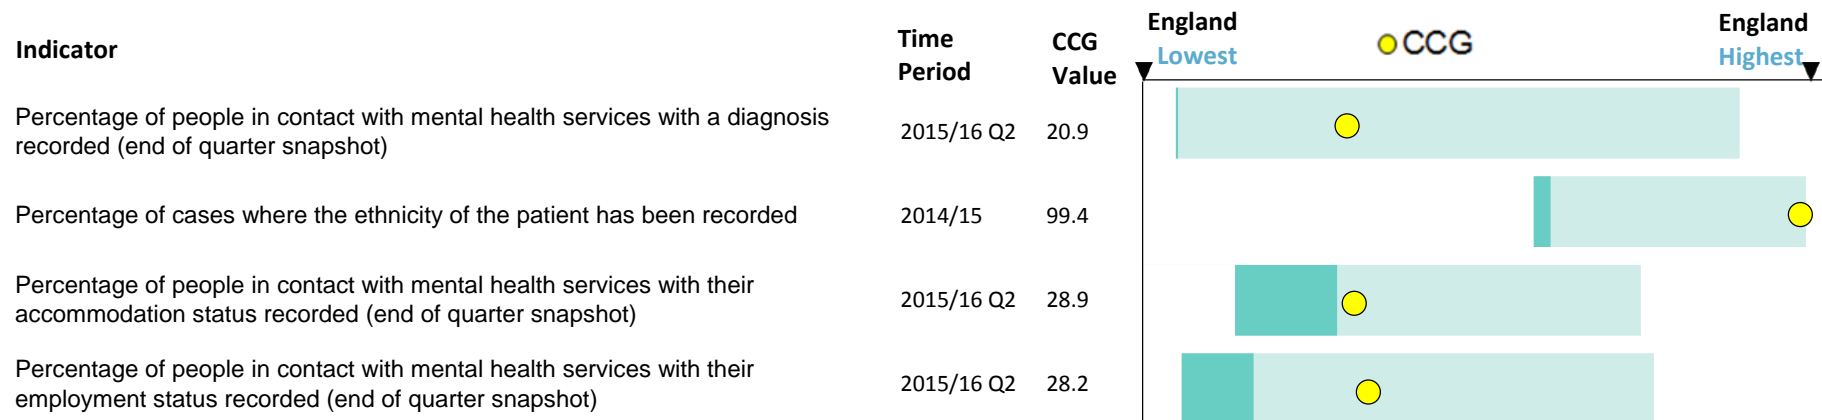 Indicator
Time
Period
CCG
Value
England
Lowest
CCG
England
Highest
Percentage of people in contact with mental health services with a diagnosis
recorded (end of quarter snapshot)
2015/16 Q2
20.9
Percentage of cases where the ethnicity of the patient has been recorded
2014/15
99.4
Percentage of people in contact with mental health services with their
accommodation status recorded (end of quarter snapshot)
2015/16 Q2
28.9
Percentage of people in contact with mental health services with their
employment status recorded (end of quarter snapshot)
2015/16 Q2
28.2